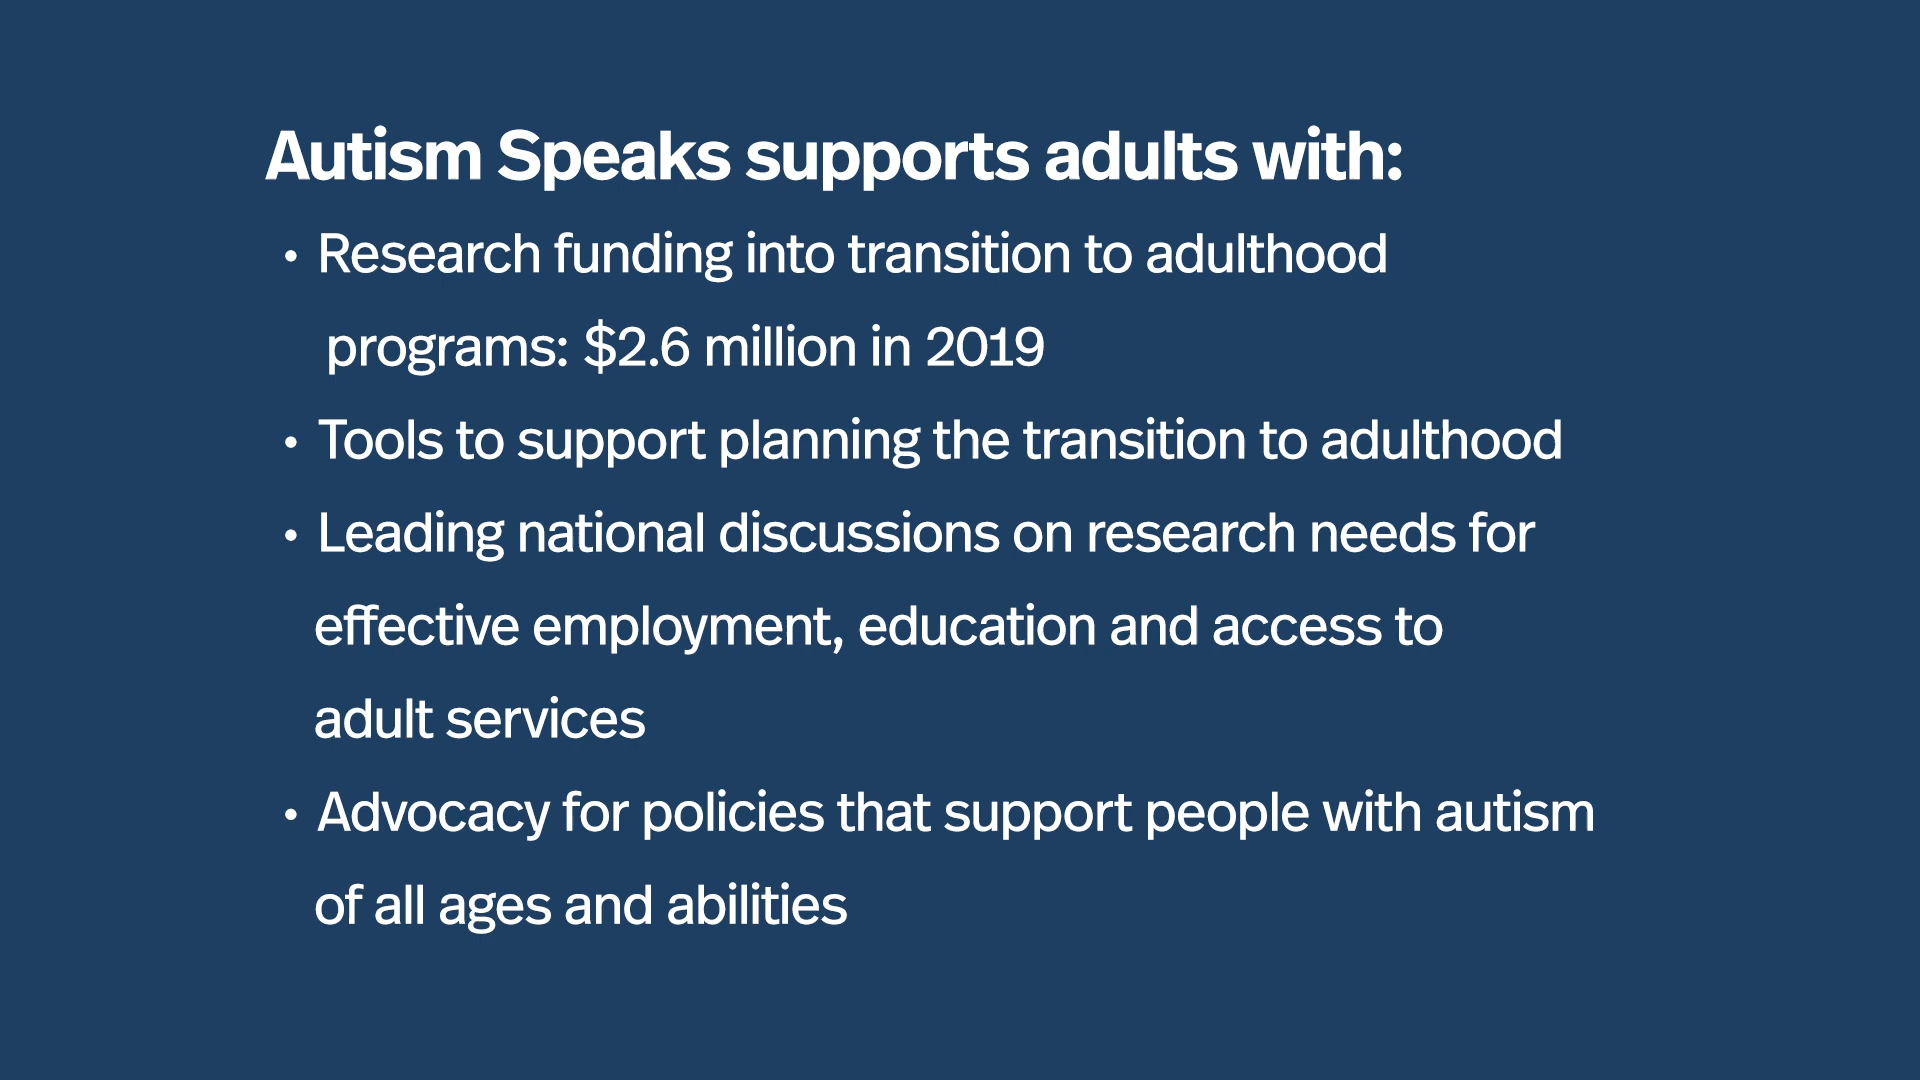 Autism Speaks supports adults with:
• Research funding into transition to adulthood
programs: $2.6 million in 2019
• Tools to support planning the transition to adulthood
• Leading national discussions on research needs for
effective employment, education and access to
adult services
• Advocacy for policies that support people with autism
of all ages and abilities